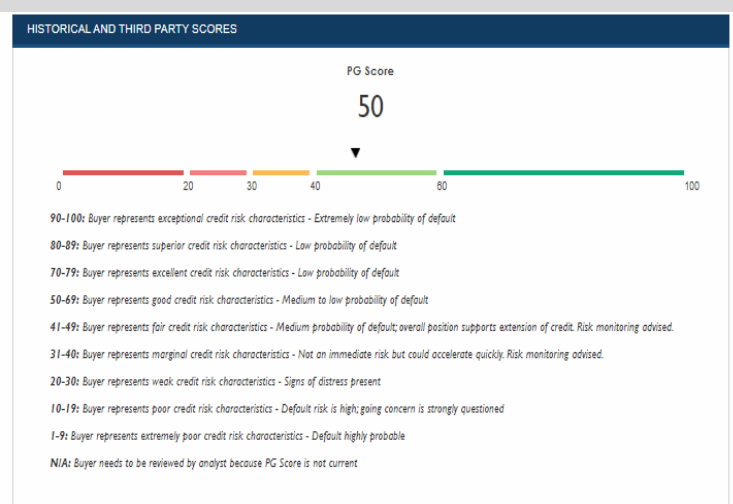 HISTORICAL AND THIRD PARTY SCORES
PG Score
50
0 20 30 40 60 100
90-100: Buyer represents exceptional credit risk characteristics - Extremely low probability of default
80-89: Buyer represents superior credit risk characteristics - Low probability of default
70-79: Buyer represents excellent credit risk characteristics - Low probability of default
50-69: Buyer represents good credit risk characteristics - Medium to low probability of default
41-49: Buyer represents fair credit risk characteristics - Medium probability of default; overall position supports extension of credit. Risk monitoring advised.
31-40: Buyer represents marginal credit risk characteristics - Not an immediate risk but could accelerate quickly. Risk monitoring advised.
20-30: Buyer represents weak credit risk characteristics - Signs of distress present
10-19: Buyer represents poor credit risk characteristics - Default risk is high; going concern is strongly questioned
1-9: Buyer represents extremely poor credit risk characteristics - Default highly probable
N/A: Buyer needs to be reviewed by analyst because PG Score is not current